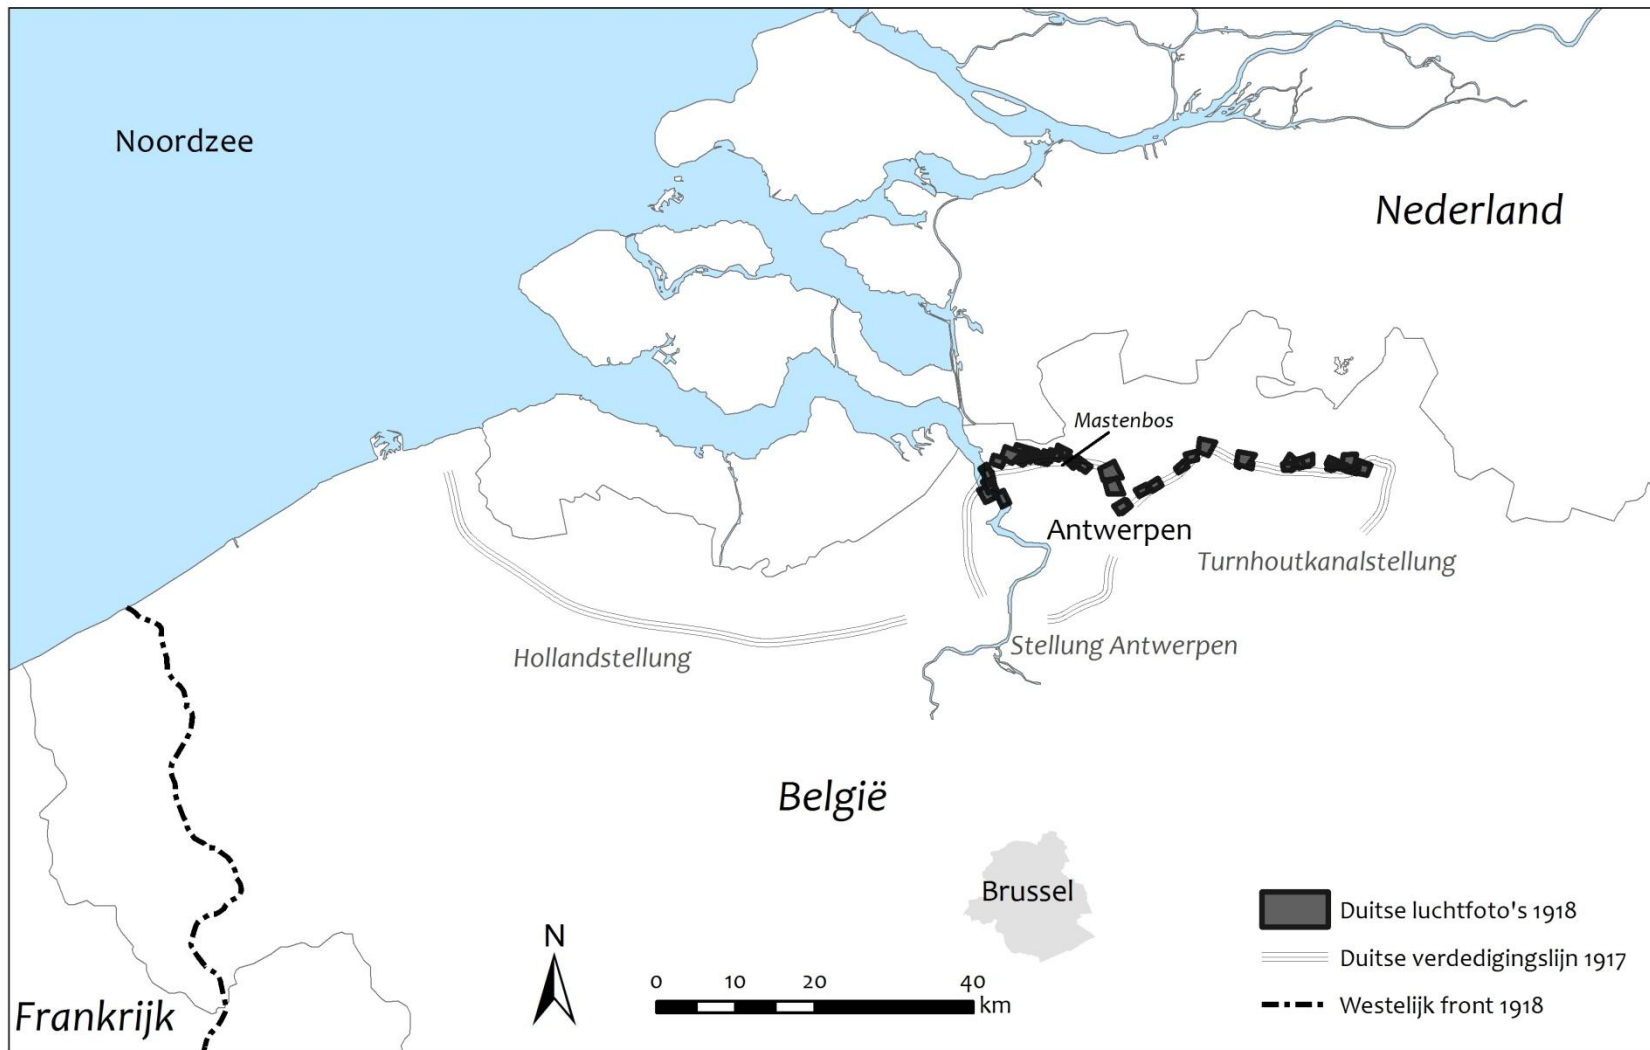 Noordzee
Nederland
Mastenbos
Antwerpen
Turnhoutkanalstellung
Hollandstellung
Stellung Antwerpen
België
Brussel
Frankrijk
N
0 10 20 40
km
Duitse luchtfoto's 1918
Duitse verdedigingslijn 1917
Westelijk front 1918